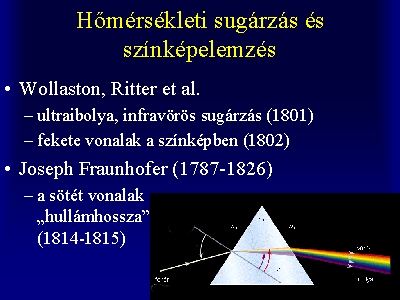 Hőmérsékleti sugárzás és
színképelemzés
• Wollaston, Ritter et al.
– ultraibolya, infravörös sugárzás (1801)
– fekete vonalak a színképben (1802)
• Joseph Fraunhofer (1787-1826)
– a sötét vonalak
„hullámhossza”
(1814-1815)
fehér